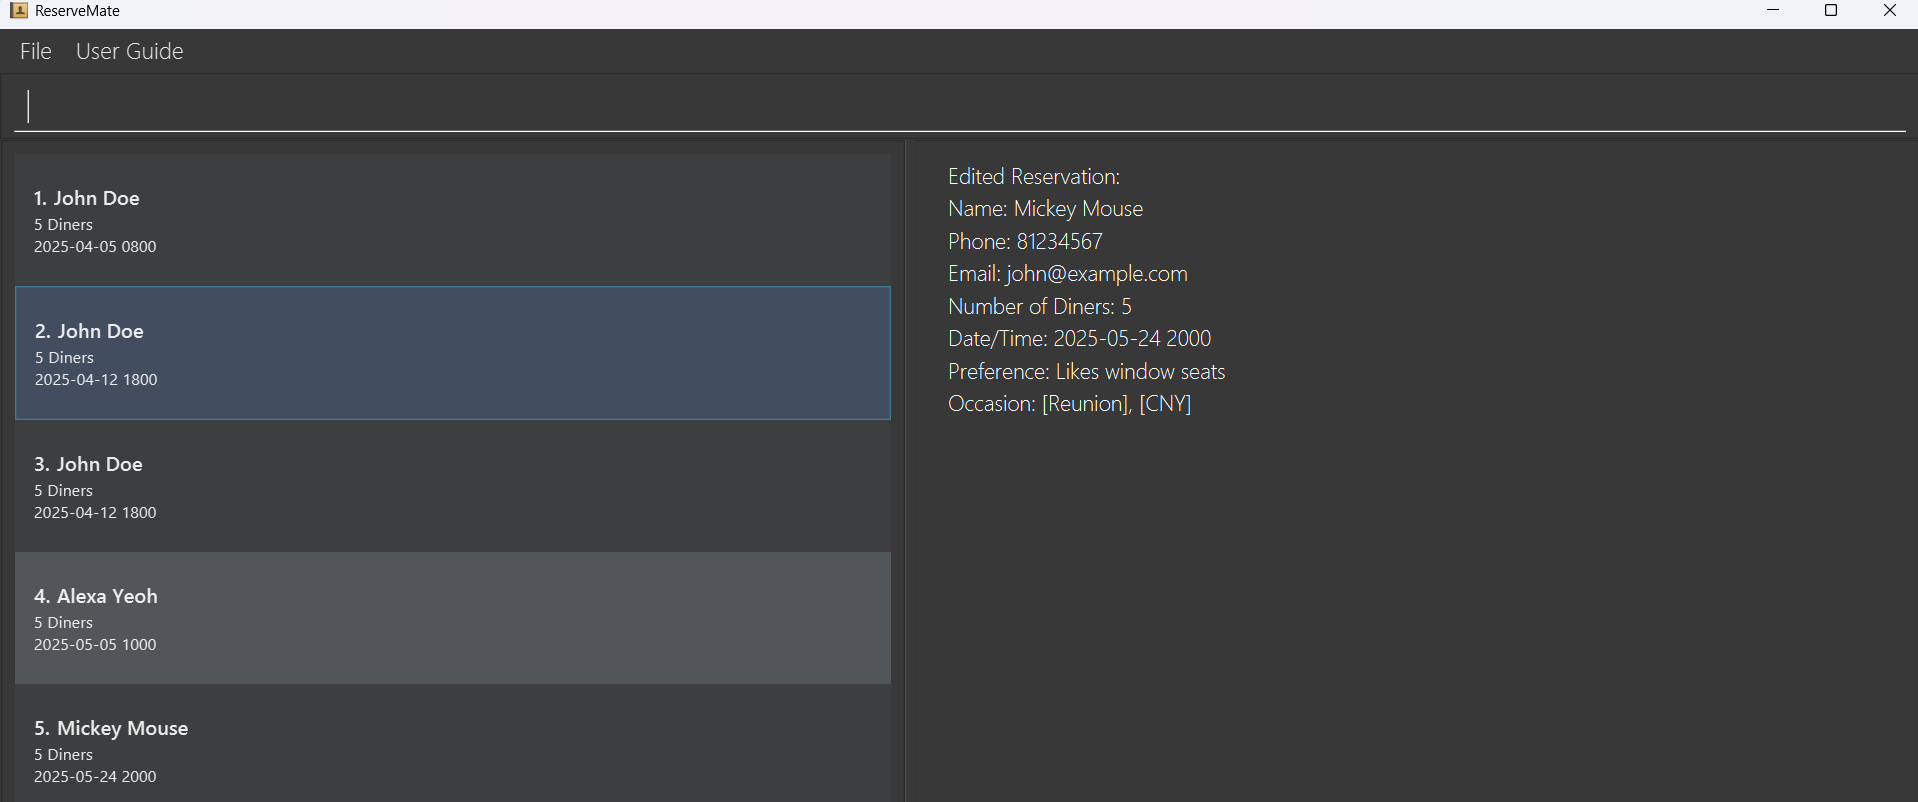 ReserveMate
File User Guide
1. John Doe
5 Diners
2025-04-05 0800
2. John Doe
5 Diners
2025-04-12 1800
3. John Doe
5 Diners
2025-04-12 1800
4. Alexa Yeoh
5 Diners
2025-05-05 1000
5. Mickey Mouse
5 Diners
2025-05-24 2000
Edited Reservation:
Name: Mickey Mouse
Phone: 81234567
Email: john@example.com
Number of Diners: 5
Date/Time: 2025-05-24 2000
Preference: Likes window seats
Occasion: [Reunion], [CNY]